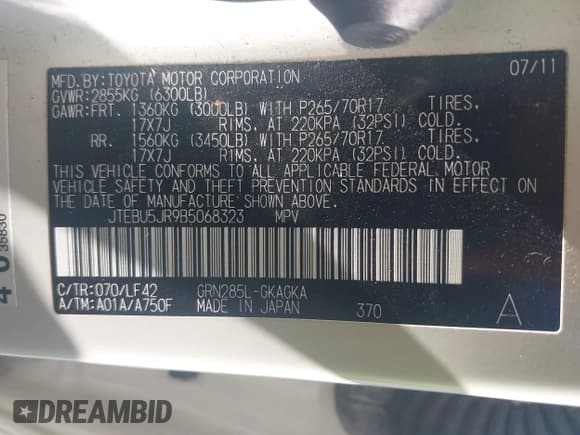 MFD. BY: TOYOTA MOTOR CORPORATION 07/11
GVWR: 2855KG (6300LB)
GAWR: FRT. 1360KG (3000LB) WITH P265/70R17 TIRES,
17X7J RIMS, AT 220KPA (32PSI) COLD.
RR. 1560KG (3450LB) WITH P265/70R17 TIRES,
17X7J RIMS, AT 220KPA (32PSI) COLD.
THIS VEHICLE CONFORMS TO ALL APPLICABLE FEDERAL MOTOR
VEHICLE SAFETY AND THEFT PREVENTION STANDARDS IN EFFECT ON
THE DATE OF MANUFACTURE SHOWN ABOVE.
JTEBU5JR9B5068323 MPV
C/TR: 070/LF42 GRN285L-GKAGKA
A/TM: A01A/A750F MADE IN JAPAN 370 A
35830
DREAMBID